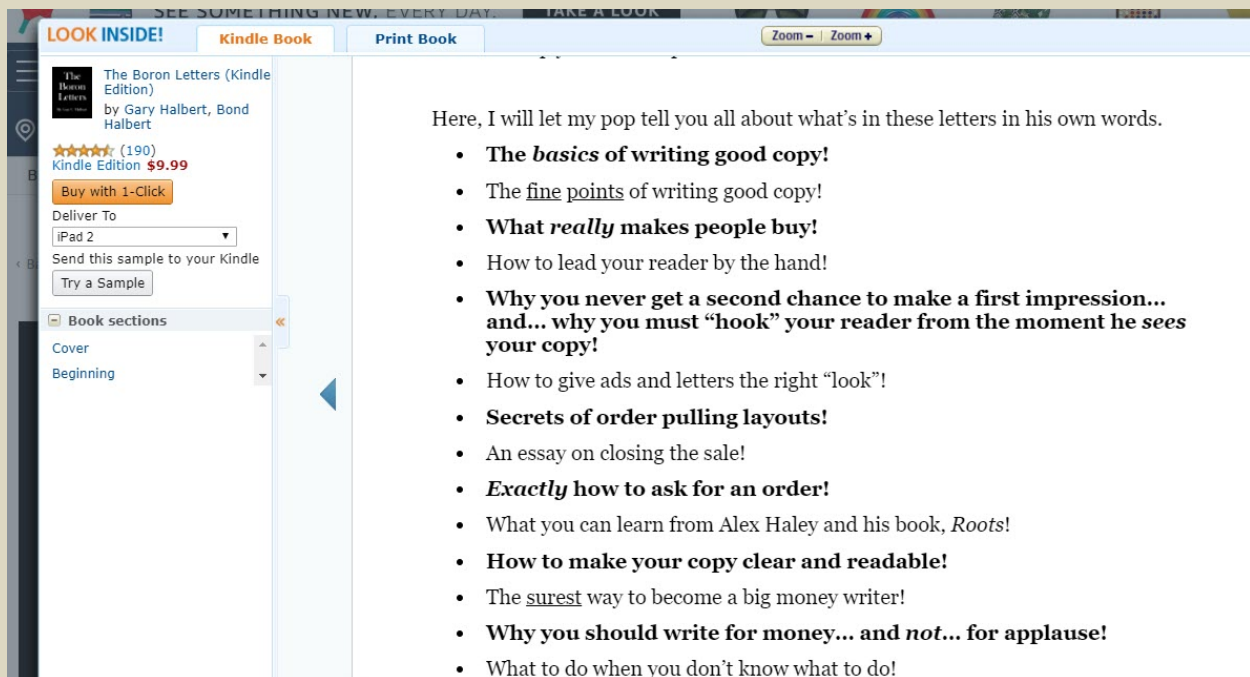 SEE SOMETHING NEW, EVERY DAY. TAKE A LOOK
LOOK INSIDE!
Kindle Book
Print Book
Zoom – | Zoom +
The
Boron
Letters
The Boron Letters (Kindle
Edition)
by Gary Halbert, Bond
Halbert
(190)
Kindle Edition $9.99
Buy with 1-Click
Deliver To
iPad 2
Send this sample to your Kindle
Try a Sample
Book sections
Cover
Beginning
Here, I will let my pop tell you all about what’s in these letters in his own words.
• The basics of writing good copy!
• The fine points of writing good copy!
• What really makes people buy!
• How to lead your reader by the hand!
• Why you never get a second chance to make a first impression…
and… why you must “hook” your reader from the moment he sees
your copy!
• How to give ads and letters the right “look”!
• Secrets of order pulling layouts!
• An essay on closing the sale!
• Exactly how to ask for an order!
• What you can learn from Alex Haley and his book, Roots!
• How to make your copy clear and readable!
• The surest way to become a big money writer!
• Why you should write for money… and not… for applause!
• What to do when you don’t know what to do!